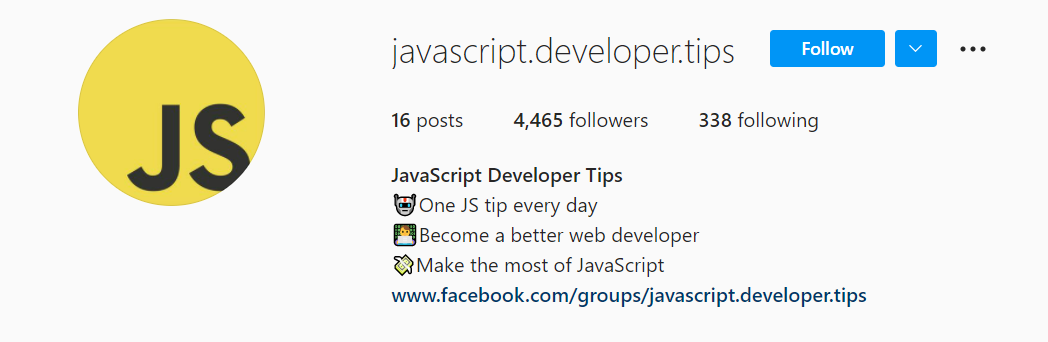 JS
javascript.developer.tips
Follow
16 posts 4,465 followers 338 following
JavaScript Developer Tips
One JS tip every day
Become a better web developer
Make the most of JavaScript
www.facebook.com/groups/javascript.developer.tips